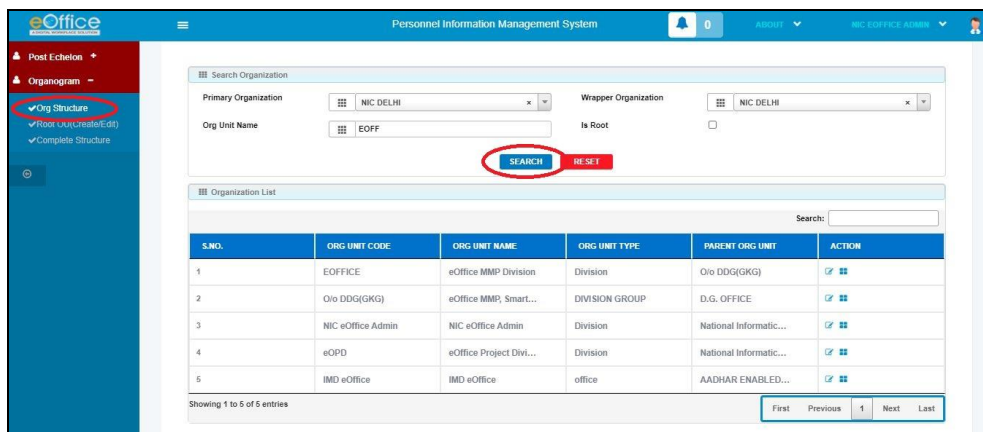 eOffice
A DIGITAL WORKPLACE SOLUTION
Personnel Information Management System
0
ABOUT
NIC EOFFICE ADMIN
Post Echelon +
Organogram −
✔Org Structure
✔Root OU(Create/Edit)
✔Complete Structure
Search Organization
Primary Organization NIC DELHI × Wrapper Organization NIC DELHI ×
Org Unit Name EOFF Is Root
SEARCH RESET
Organization List
Search:
S.NO. ORG UNIT CODE ORG UNIT NAME ORG UNIT TYPE PARENT ORG UNIT ACTION
1 EOFFICE eOffice MMP Division Division O/o DDG(GKG)
2 O/o DDG(GKG) eOffice MMP, Smart... DIVISION GROUP D.G. OFFICE
3 NIC eOffice Admin NIC eOffice Admin Division National Informatic...
4 eOPD eOffice Project Divi... Division National Informatic...
5 IMD eOffice IMD eOffice office AADHAR ENABLED...
Showing 1 to 5 of 5 entries
First Previous 1 Next Last